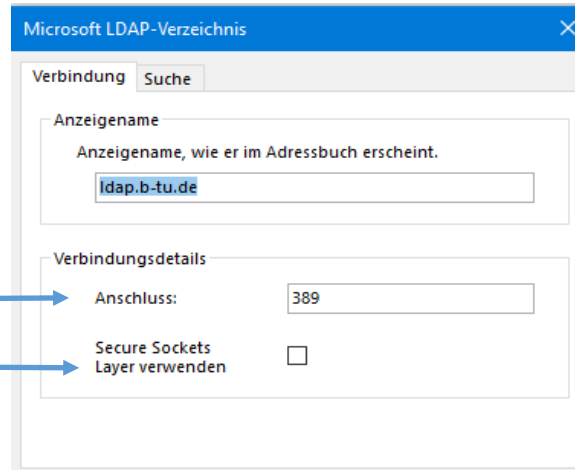 Microsoft LDAP-Verzeichnis
Verbindung Suche
Anzeigename
Anzeigename, wie er im Adressbuch erscheint.
ldap.b-tu.de
Verbindungsdetails
Anschluss: 389
Secure Sockets
Layer verwenden